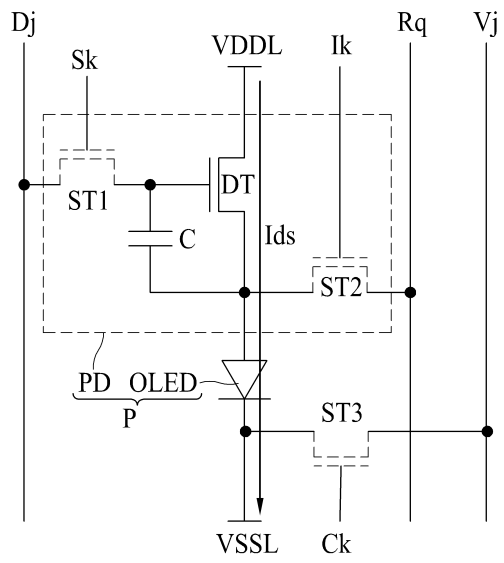 Dj
Rq
Vj
Sk
VDDL
Ik
DT
ST1
C
Ids
ST2
PD OLED
P
ST3
VSSL
Ck